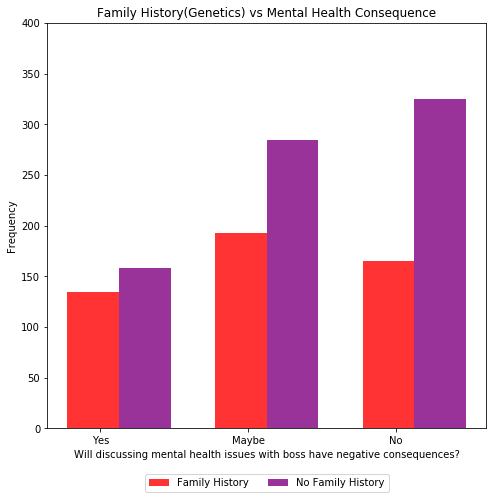 Family History(Genetics) vs Mental Health Consequence
400
350
300
250
200
150
100
50
0
Frequency
Yes
Maybe
No
Will discussing mental health issues with boss have negative consequences?
Family History
No Family History